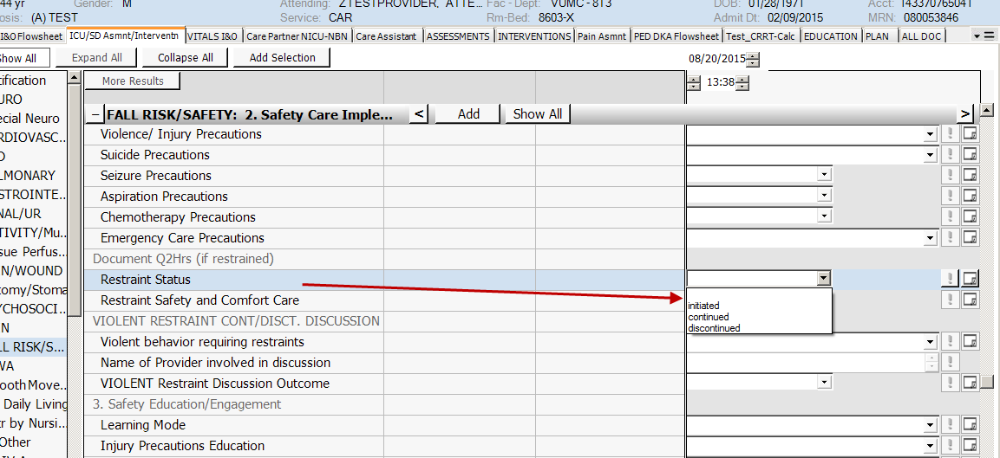 44 yr Gender: M Attending: ZTESTPROVIDER, ATTE... Fac - Dept: VUMC - 8T3 DOB: 01/28/1971 Acct: 1433707650
osis: (A) TEST Service: CAR Rm-Bed: 8603-X Admit Dt: 02/09/2015 MRN: 080053846
I&O Flowsheet ICU/SD Asmnt/Interventn VITALS I&O Care Partner NICU-NBN Care Assistant ASSESSMENTS INTERVENTIONS Pain Asmnt PED DKA Flowsheet Test_CRRT-Calc EDUCATION PLAN ALL DOC
how All Expand All Collapse All Add Selection 08/20/2015
More Results 13:38
tification
URO
ecial Neuro
RDIOVASC...
O
LMONARY
STROINTE...
NAL/UR
TIVITY/Mu...
sue Perfus...
N/WOUND
tomy/Stoma
YCHOSOCI...
N
LL RISK/S...
WA
ooth Move...
Daily Living
tr by Nursi...
Other
− FALL RISK/SAFETY: 2. Safety Care Imple... < Add Show All >
Violence/ Injury Precautions
Suicide Precautions
Seizure Precautions
Aspiration Precautions
Chemotherapy Precautions
Emergency Care Precautions
Document Q2Hrs (if restrained)
Restraint Status
Restraint Safety and Comfort Care
initiated
continued
discontinued
VIOLENT RESTRAINT CONT/DISCT. DISCUSSION
Violent behavior requiring restraints
Name of Provider involved in discussion
VIOLENT Restraint Discussion Outcome
3. Safety Education/Engagement
Learning Mode
Injury Precautions Education